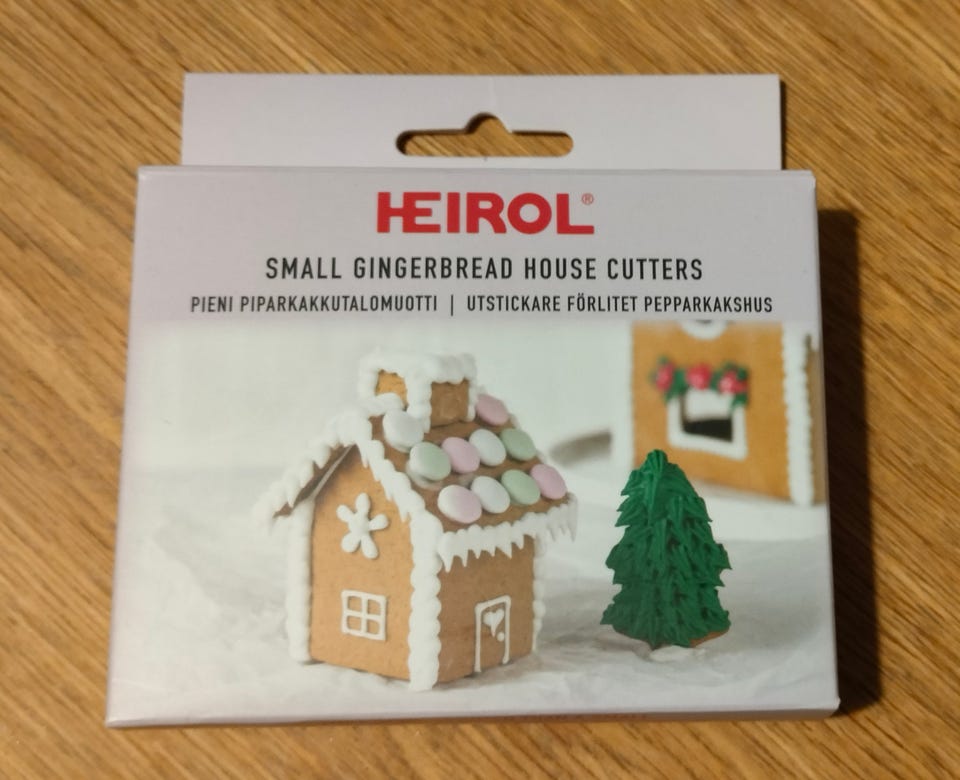 HEIROL®
SMALL GINGERBREAD HOUSE CUTTERS
PIENI PIPARKAKKUTALOMUOTTI | UTSTICKARE FÖRLITET PEPPARKAKSHUS